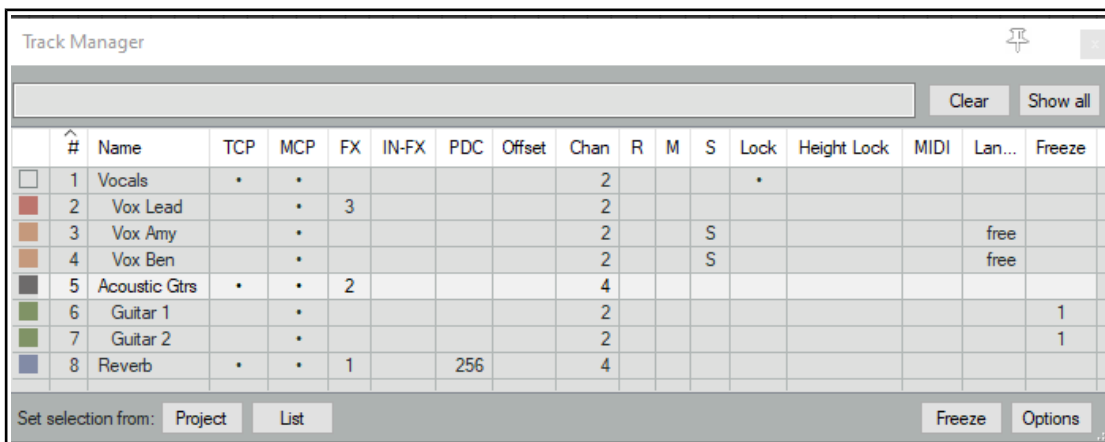 Track Manager
Clear Show all
# Name TCP MCP FX IN-FX PDC Offset Chan R M S Lock Height Lock MIDI Lan... Freeze
1 Vocals • • 2 •
2 Vox Lead • 3 2
3 Vox Amy • 2 S free
4 Vox Ben • 2 S free
5 Acoustic Gtrs • • 2 4
6 Guitar 1 • 2 1
7 Guitar 2 • 2 1
8 Reverb • • 1 256 4
Set selection from: Project List Freeze Options